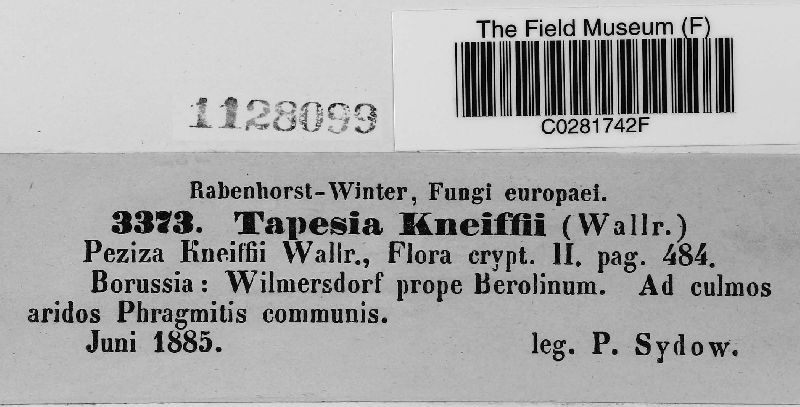 The Field Museum (F)
1128099
C0281742F
Rabenhorst-Winter, Fungi europaei.
3373. Tapesia Kneiffii (Wallr.)
Peziza Kneiffii Wallr., Flora crypt. II. pag. 484.
Borussia: Wilmersdorf prope Berolinum. Ad culmos
aridos Phragmitis communis.
Juni 1885. leg. P. Sydow.